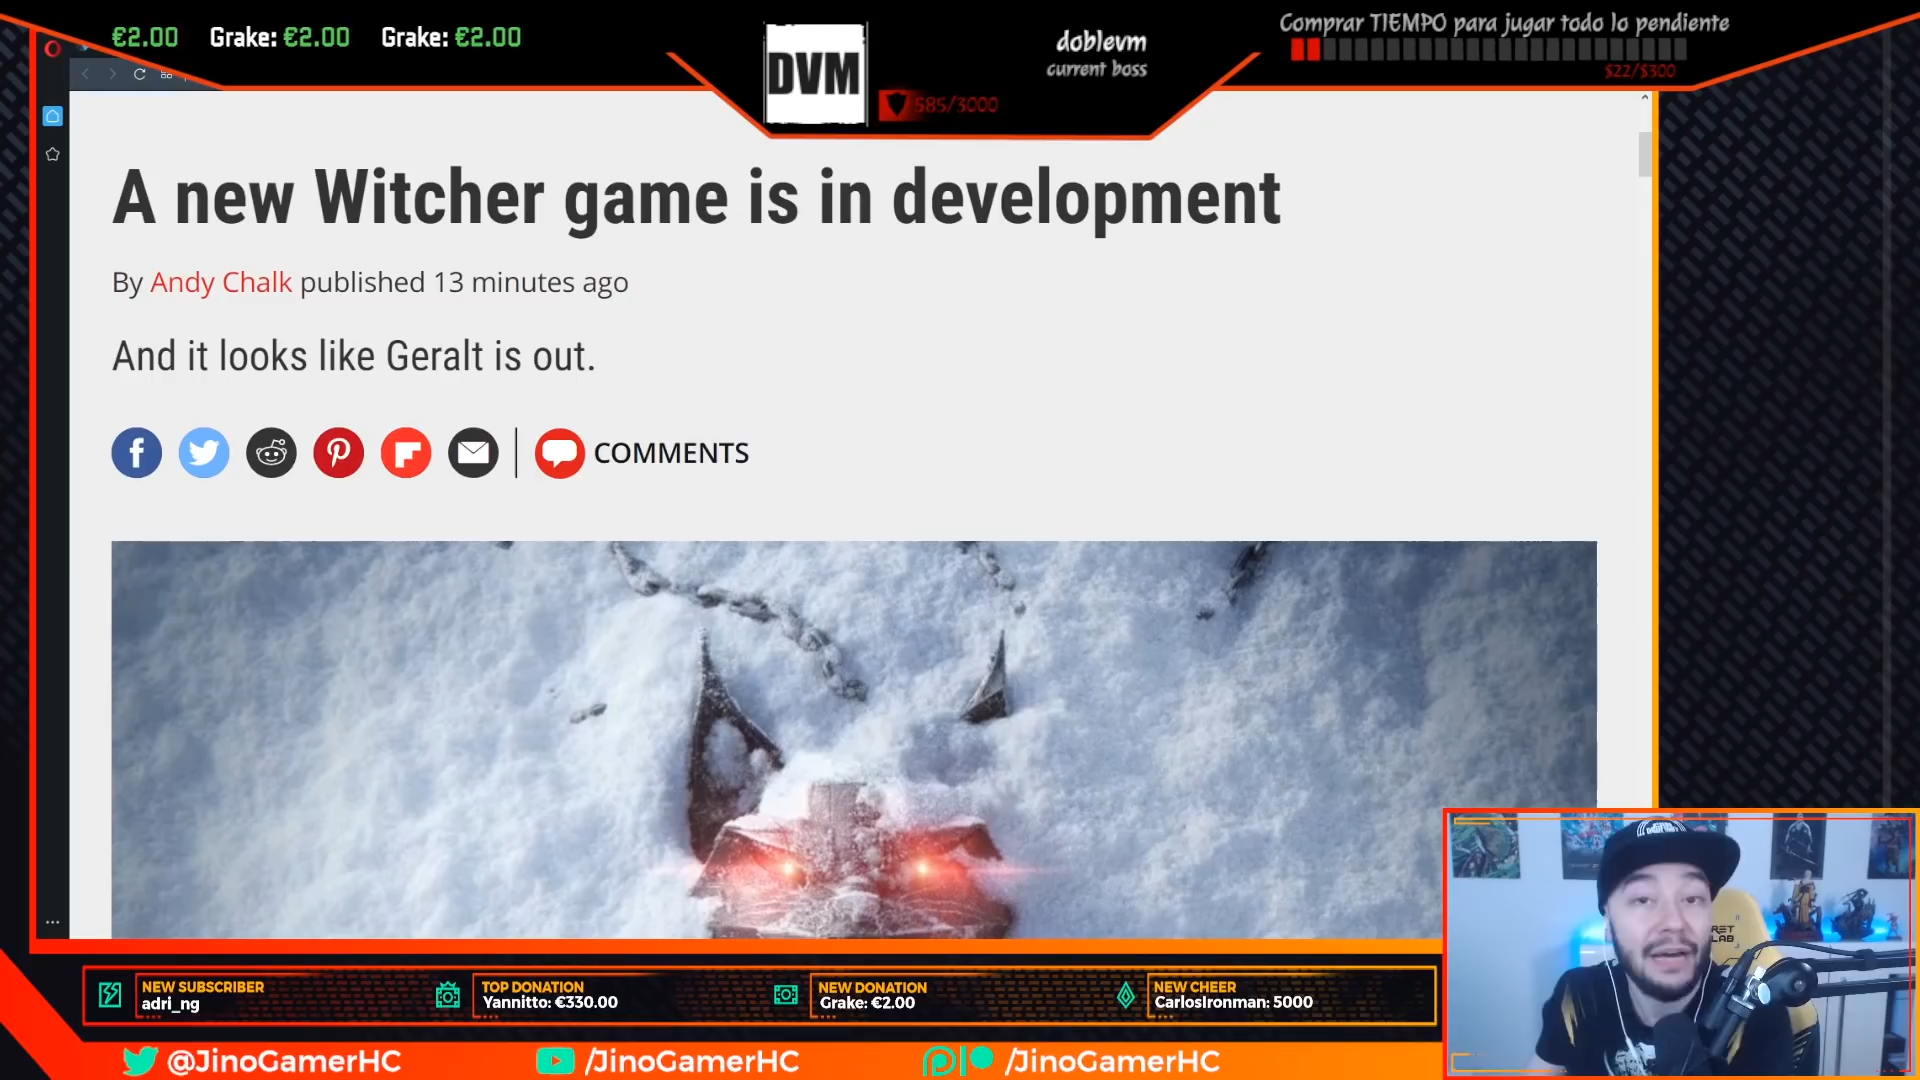 €2.00 Grake: €2.00 Grake: €2.00
DVM
doblevm
current boss
585/3000
Comprar TIEMPO para jugar todo lo pendiente
$22/$300
A new Witcher game is in development
By Andy Chalk published 13 minutes ago
And it looks like Geralt is out.
COMMENTS
NEW SUBSCRIBER
adri_ng
TOP DONATION
Yannitto: €330.00
NEW DONATION
Grake: €2.00
NEW CHEER
CarlosIronman: 5000
RET
LAB
@JinoGamerHC
/JinoGamerHC
/JinoGamerHC